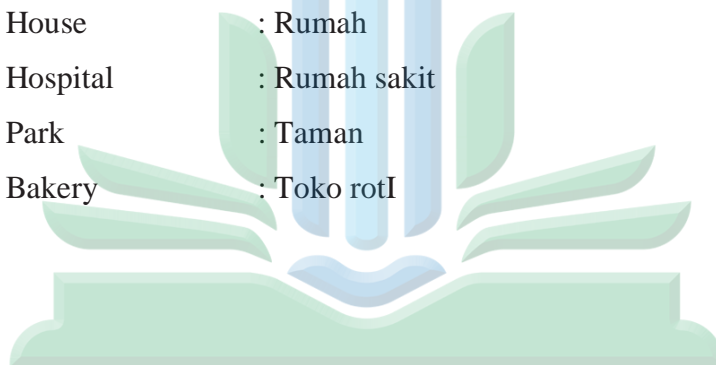 House : Rumah
Hospital : Rumah sakit
Park : Taman
Bakery : Toko rotI